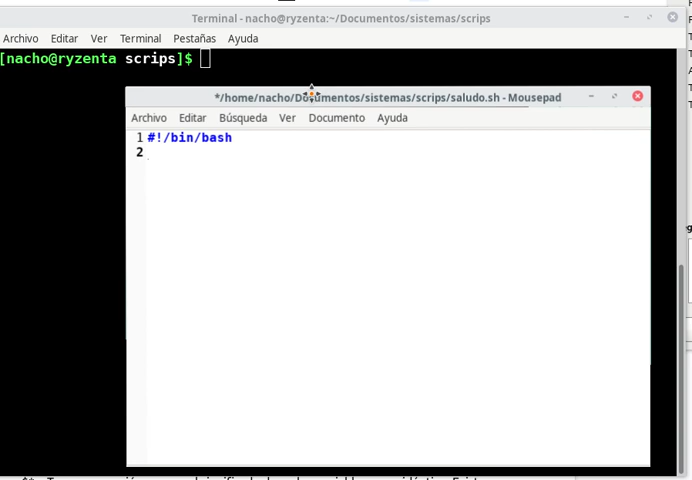 Terminal - nacho@ryzenta:~/Documentos/sistemas/scrips
Archivo Editar Ver Terminal Pestañas Ayuda
[nacho@ryzenta scrips]$
*/home/nacho/Documentos/sistemas/scrips/saludo.sh - Mousepad
Archivo Editar Búsqueda Ver Documento Ayuda
1 #!/bin/bash
2